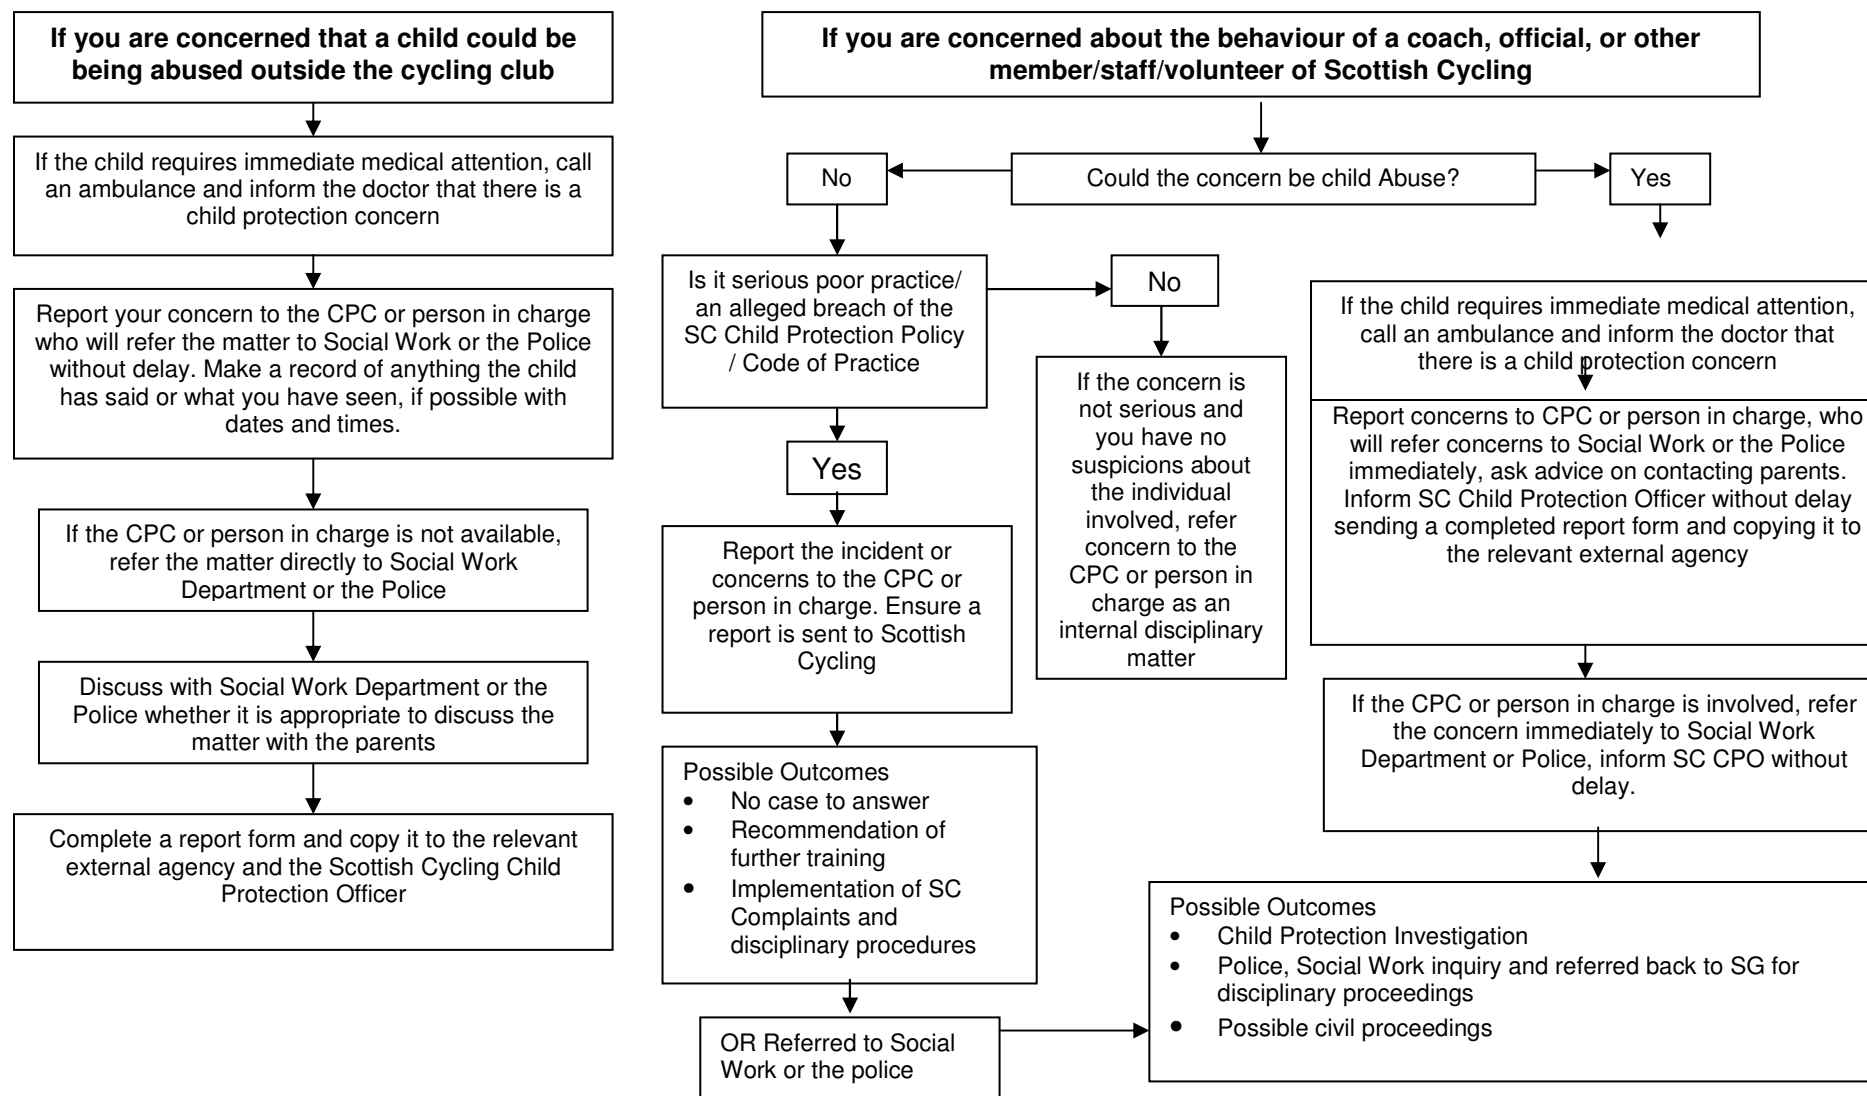 If you are concerned that a child could be
being abused outside the cycling club
If the child requires immediate medical attention, call
an ambulance and inform the doctor that there is a
child protection concern
Report your concern to the CPC or person in charge
who will refer the matter to Social Work or the Police
without delay. Make a record of anything the child
has said or what you have seen, if possible with
dates and times.
If the CPC or person in charge is not available,
refer the matter directly to Social Work
Department or the Police
Discuss with Social Work Department or the
Police whether it is appropriate to discuss the
matter with the parents
Complete a report form and copy it to the relevant
external agency and the Scottish Cycling Child
Protection Officer
If you are concerned about the behaviour of a coach, official, or other
member/staff/volunteer of Scottish Cycling
No
Could the concern be child Abuse?
Yes
Is it serious poor practice/
an alleged breach of the
SC Child Protection Policy
/ Code of Practice
No
If the concern is
not serious and
you have no
suspicions about
the individual
involved, refer
concern to the
CPC or person in
charge as an
internal disciplinary
matter
Yes
Report the incident or
concerns to the CPC or
person in charge. Ensure a
report is sent to Scottish
Cycling
Possible Outcomes
• No case to answer
• Recommendation of
further training
• Implementation of SC
Complaints and
disciplinary procedures
OR Referred to Social
Work or the police
If the child requires immediate medical attention,
call an ambulance and inform the doctor that
there is a child protection concern
Report concerns to CPC or person in charge, who
will refer concerns to Social Work or the Police
immediately, ask advice on contacting parents.
Inform SC Child Protection Officer without delay
sending a completed report form and copying it to
the relevant external agency
If the CPC or person in charge is involved, refer
the concern immediately to Social Work
Department or Police, inform SC CPO without
delay.
Possible Outcomes
• Child Protection Investigation
• Police, Social Work inquiry and referred back to SG for
disciplinary proceedings
• Possible civil proceedings